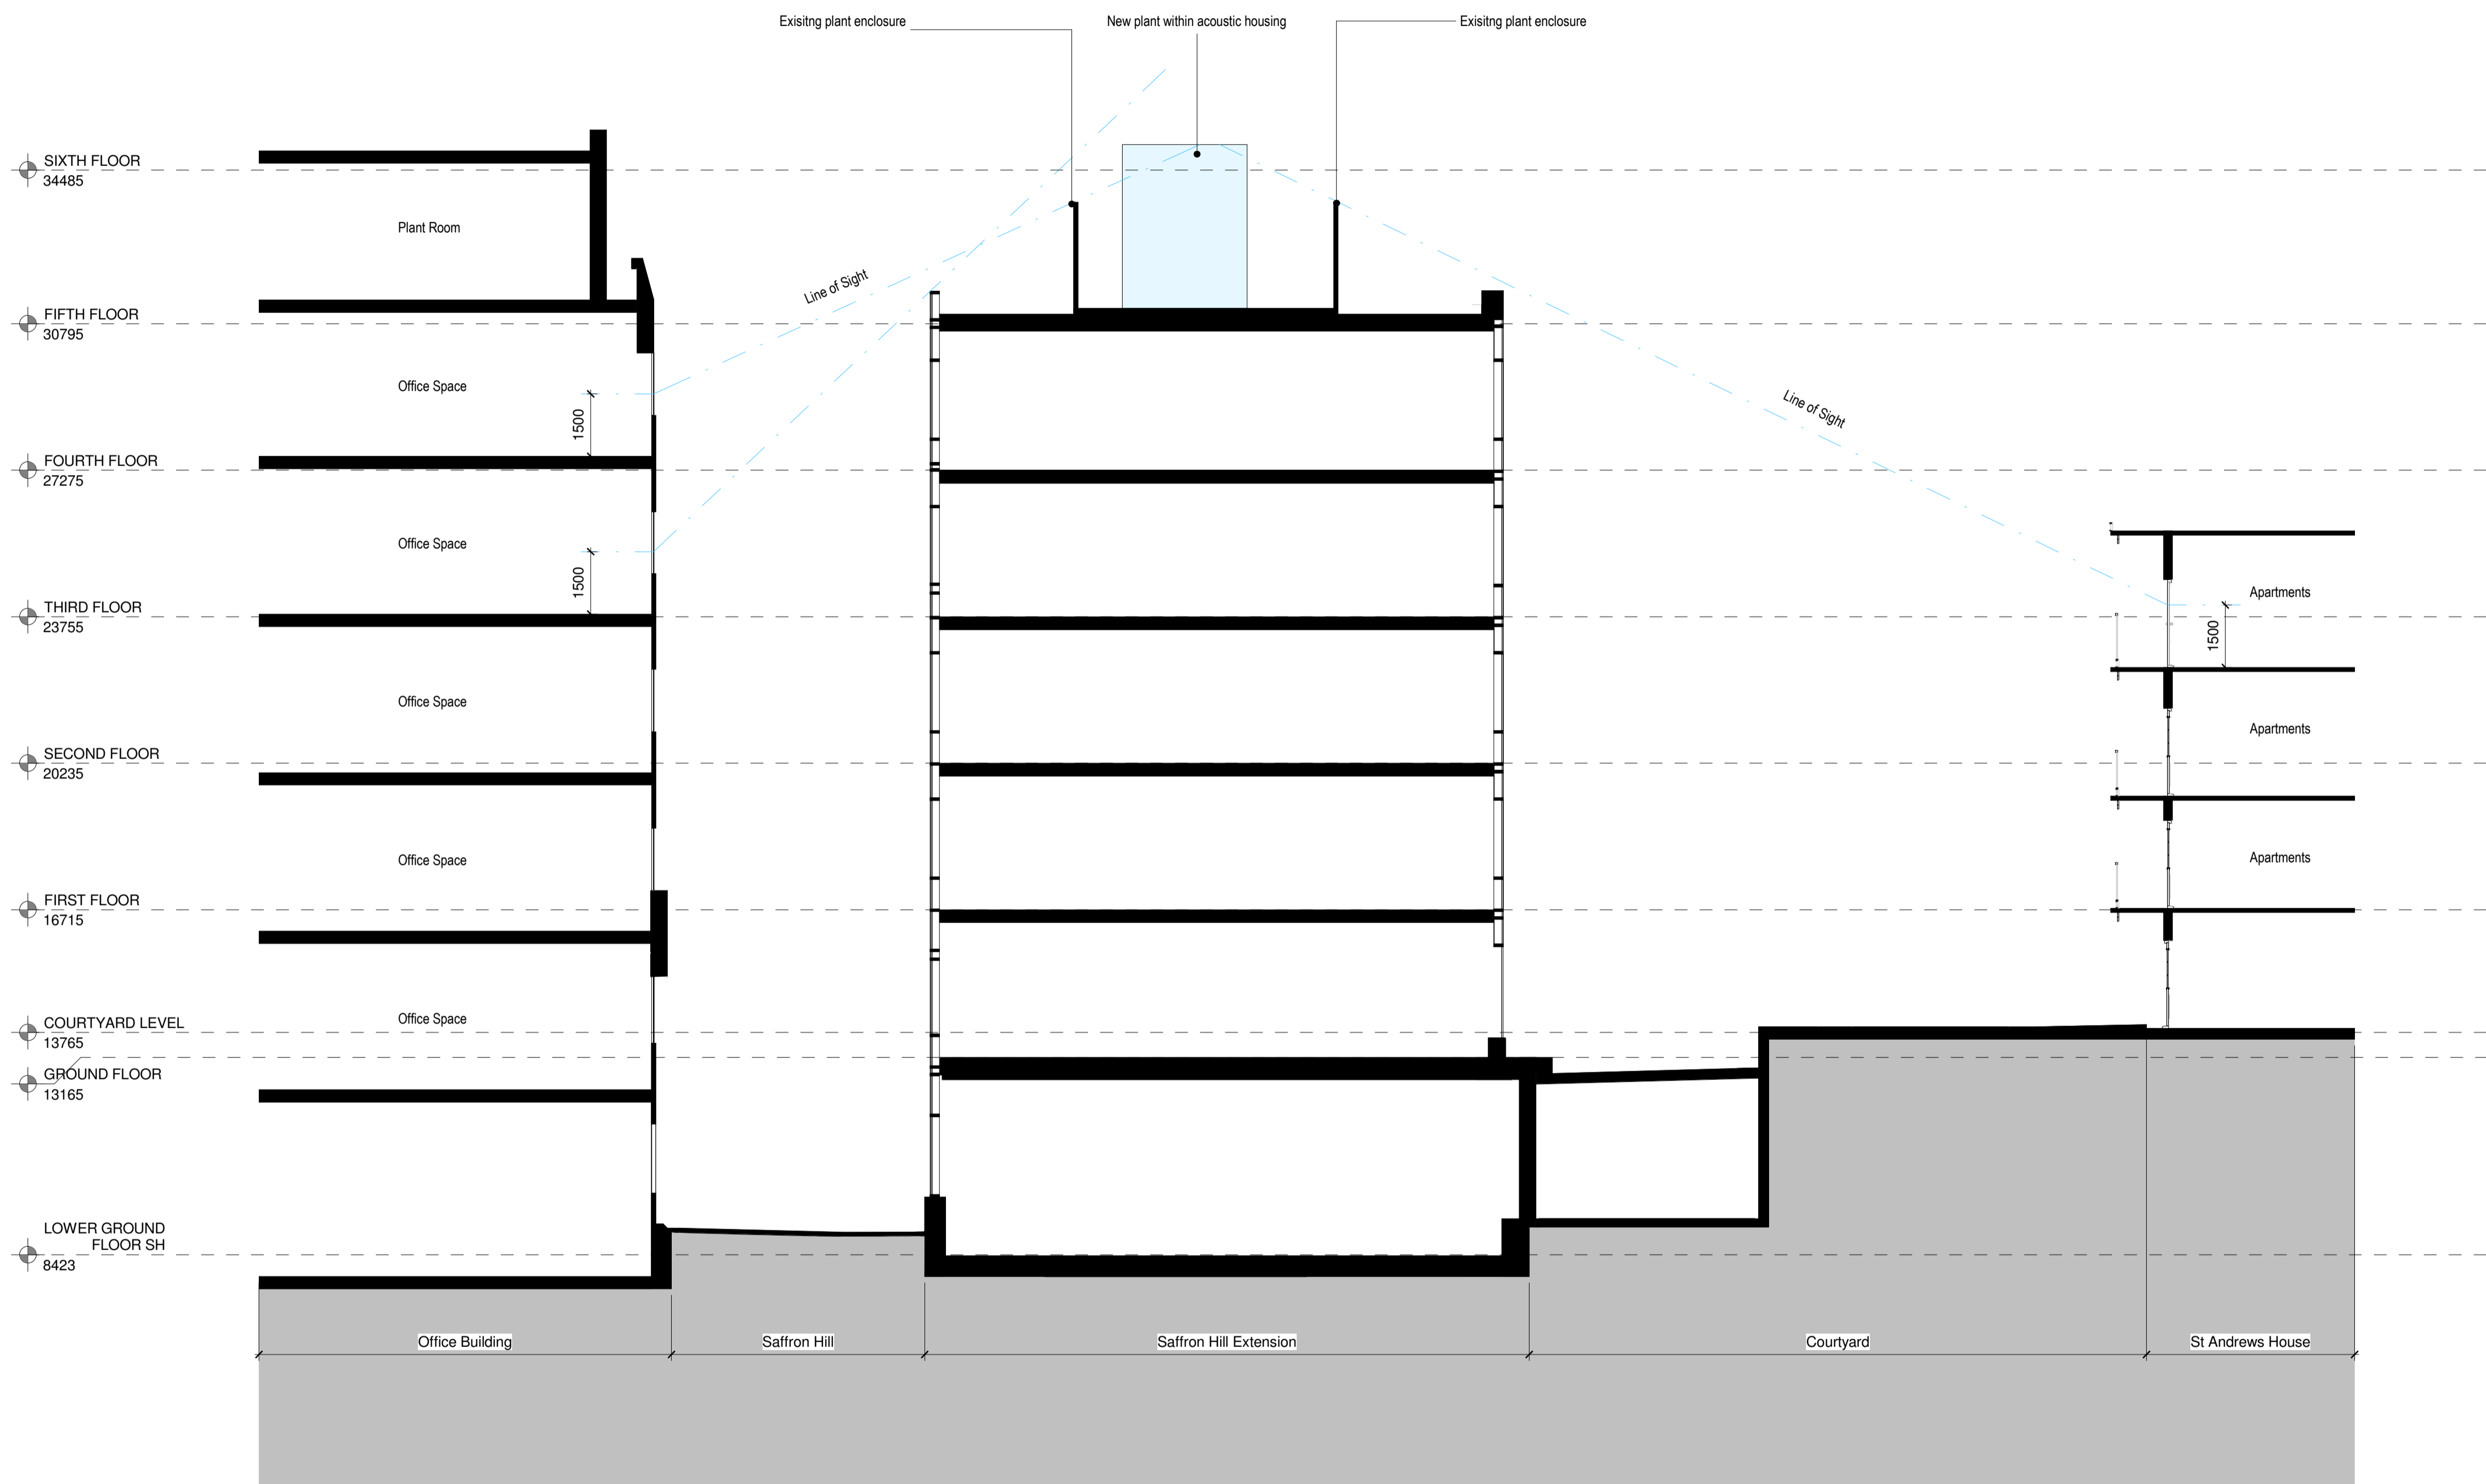 Exisitng plant enclosure
New plant within acoustic housing
Exisitng plant enclosure
SIXTH FLOOR
34485
Plant Room
Line of Sight
FIFTH FLOOR
30795
Office Space
1500
Line of Sight
FOURTH FLOOR
27275
Office Space
1500
THIRD FLOOR
23755
Apartments
1500
Office Space
SECOND FLOOR
20235
Apartments
Office Space
Apartments
FIRST FLOOR
16715
Office Space
COURTYARD LEVEL
13765
GROUND FLOOR
13165
LOWER GROUND
FLOOR SH
8423
Office Building
Saffron Hill
Saffron Hill Extension
Courtyard
St Andrews House